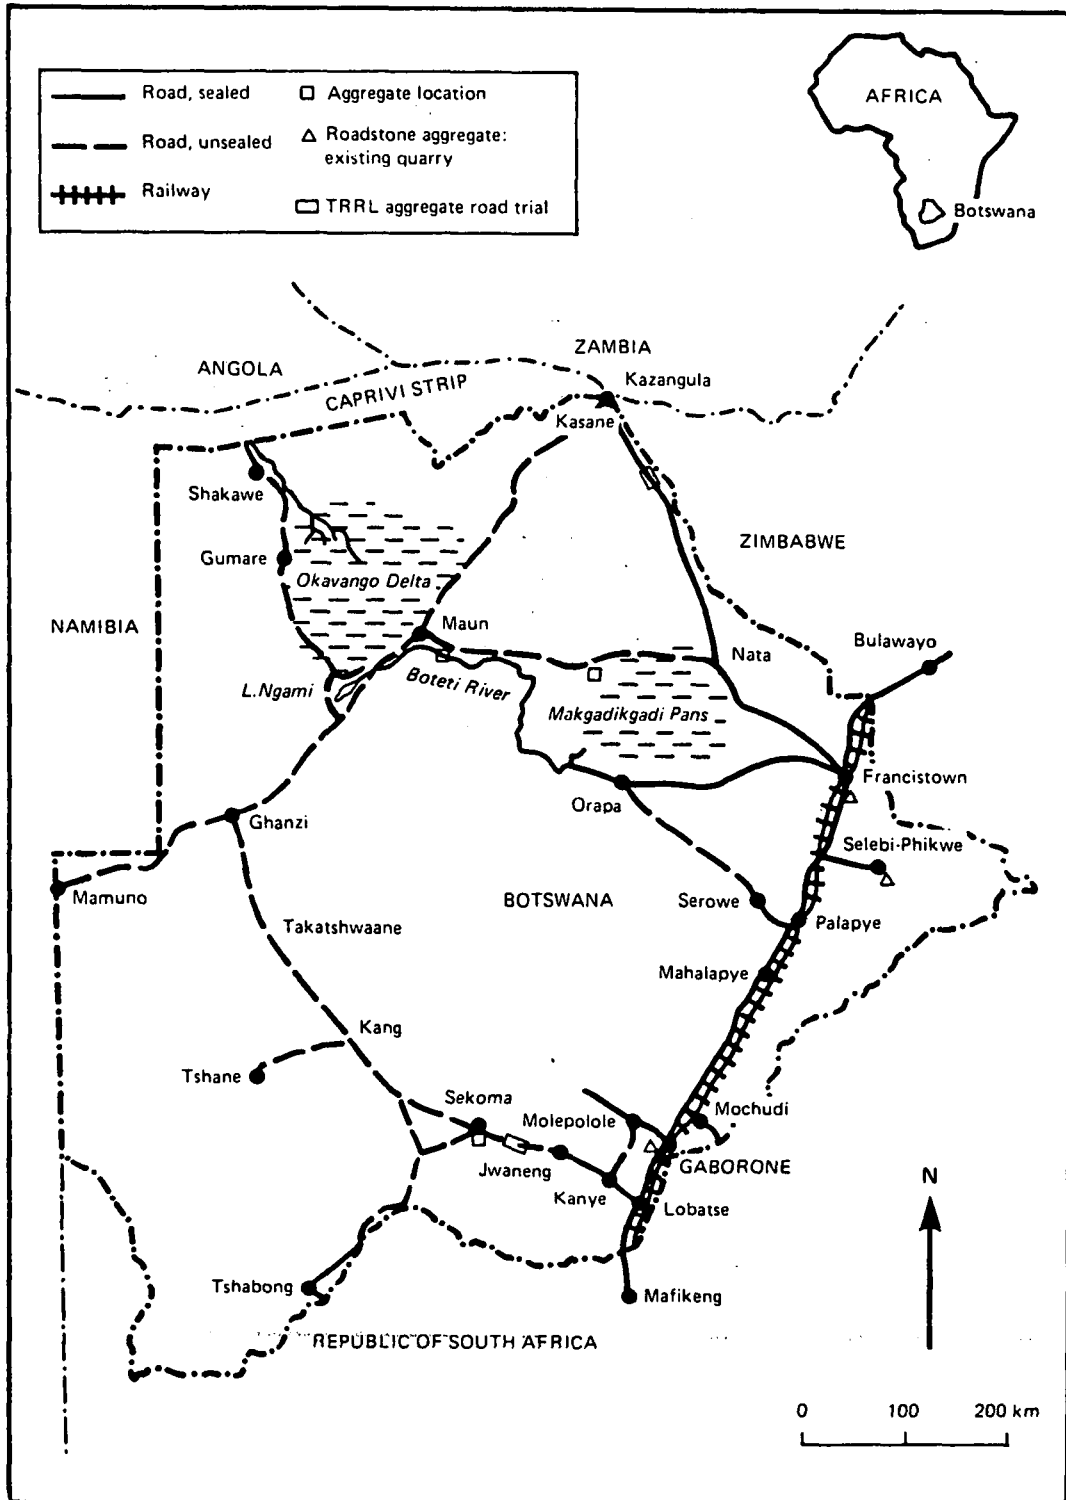 Road, sealed
Aggregate location
Road, unsealed
Roadstone aggregate:
existing quarry
Railway
TRRL aggregate road trial
AFRICA
Botswana
ZAMBIA
ANGOLA
CAPRIVI STRIP
Kazangula
Kasane
Shakawe
ZIMBABWE
Gumare
Okavango Delta
NAMIBIA
Maun
Bulawayo
Nata
L.Ngami
Boteti River
Makgadikgadi Pans
Francistown
Orapa
Ghanzi
Selebi-Phikwe
Mamuno
BOTSWANA
Serowe
Palapye
Takatshwaane
Mahalapye
Kang
Tshane
Sekoma
Molepolole
Mochudi
Jwaneng
GABORONE
Kanye
Lobatse
N
Tshabong
Mafikeng
REPUBLIC OF SOUTH AFRICA
0 100 200 km